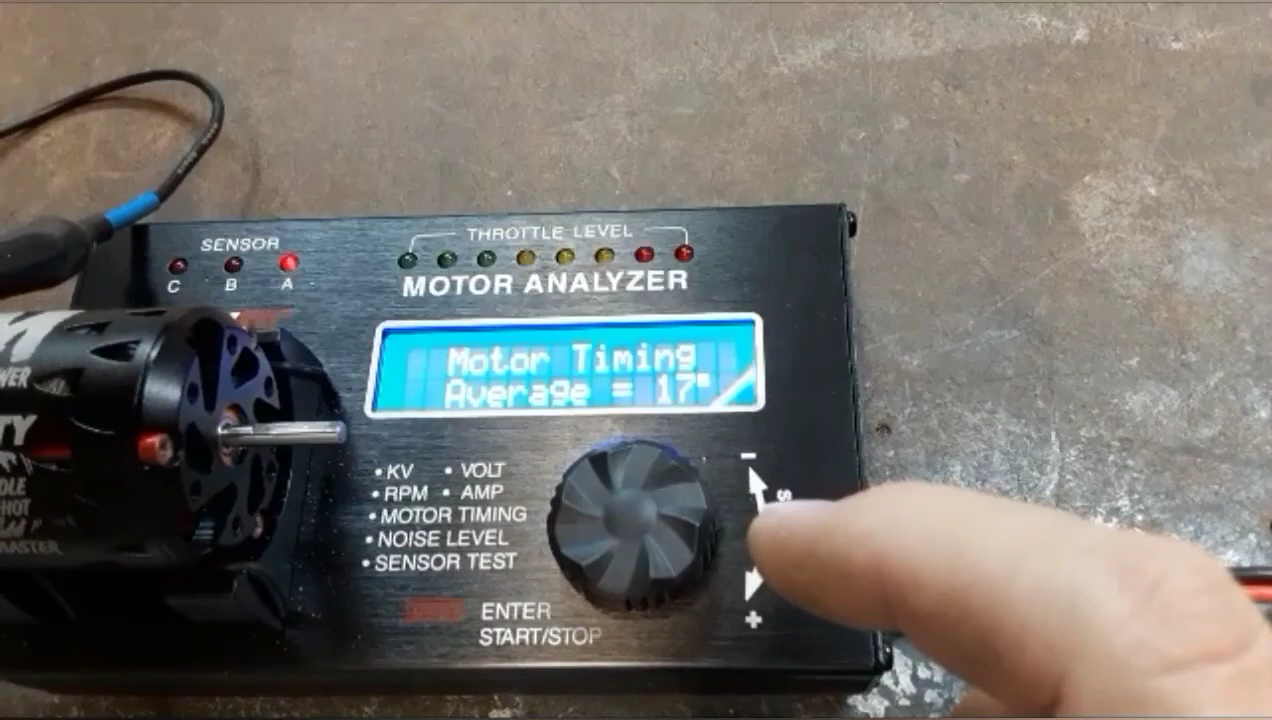 SENSOR
C B A
THROTTLE LEVEL
MOTOR ANALYZER
Motor Timing
Average = 17°
• KV • VOLT
• RPM • AMP
• MOTOR TIMING
• NOISE LEVEL
• SENSOR TEST
ENTER
START/STOP
−
S
+